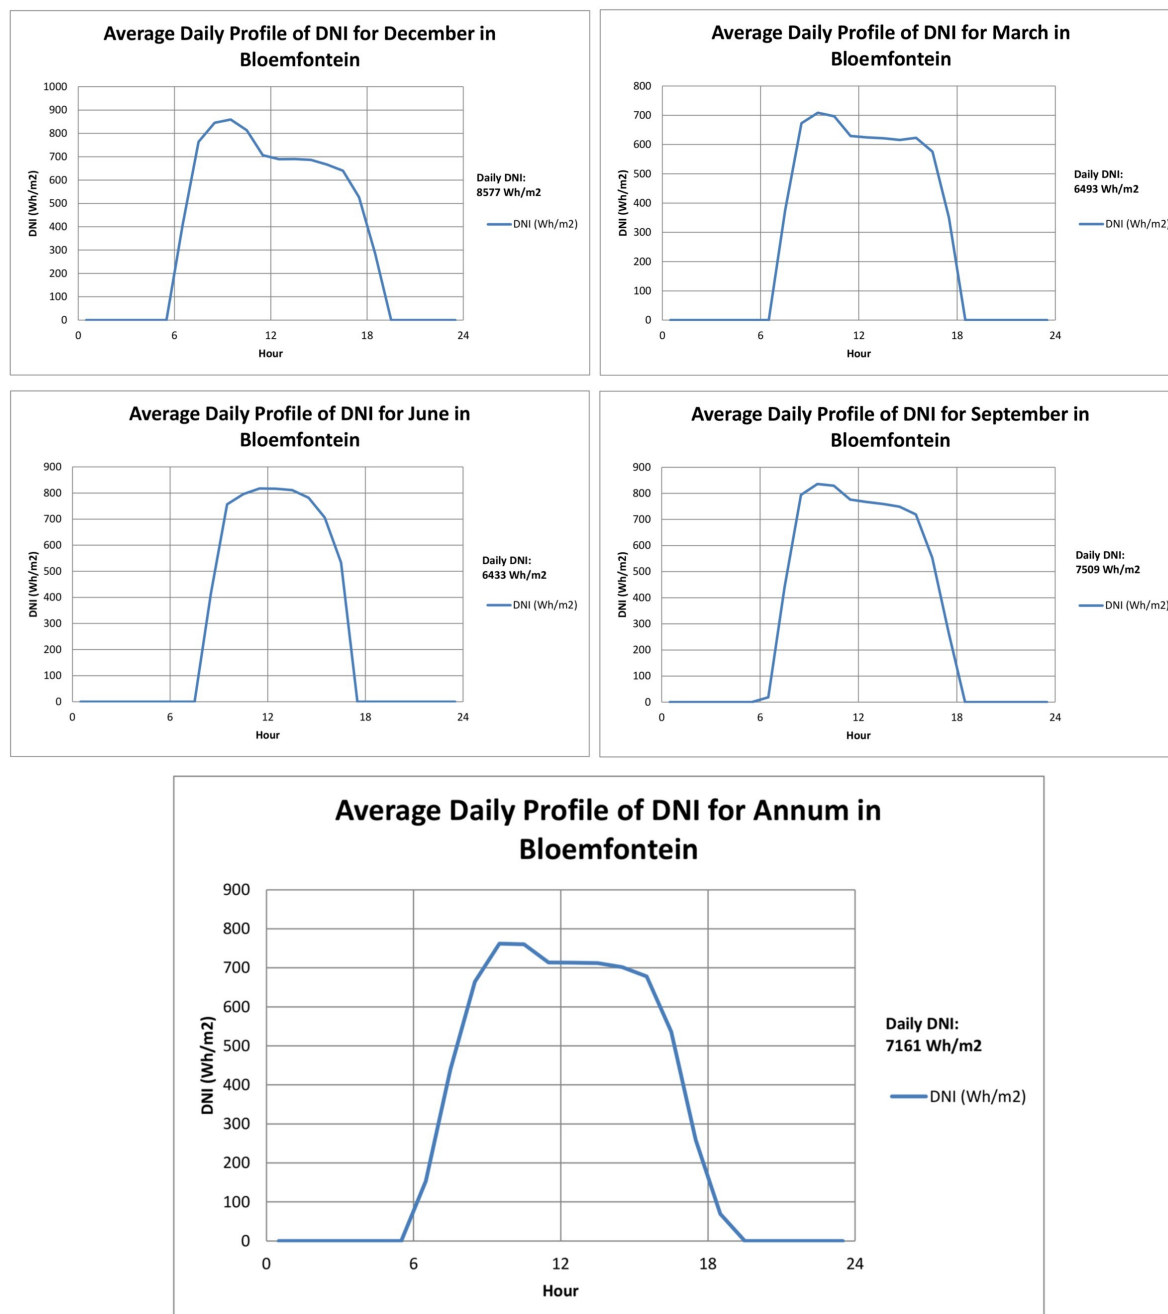 Average Daily Profile of DNI for December in
Bloemfontein
1000
900
800
700
600
500
400
300
200
100
0
DNI (Wh/m2)
0 6 12 18 24
Hour
Daily DNI:
8577 Wh/m2
DNI (Wh/m2)
Average Daily Profile of DNI for March in
Bloemfontein
800
700
600
500
400
300
200
100
0
DNI (Wh/m2)
0 6 12 18 24
Hour
Daily DNI:
6493 Wh/m2
DNI (Wh/m2)
Average Daily Profile of DNI for June in
Bloemfontein
900
800
700
600
500
400
300
200
100
0
DNI (Wh/m2)
0 6 12 18 24
Hour
Daily DNI:
6433 Wh/m2
DNI (Wh/m2)
Average Daily Profile of DNI for September in
Bloemfontein
900
800
700
600
500
400
300
200
100
0
DNI (Wh/m2)
0 6 12 18 24
Hour
Daily DNI:
7509 Wh/m2
DNI (Wh/m2)
Average Daily Profile of DNI for Annum in
Bloemfontein
900
800
700
600
500
400
300
200
100
0
DNI (Wh/m2)
0 6 12 18 24
Hour
Daily DNI:
7161 Wh/m2
DNI (Wh/m2)